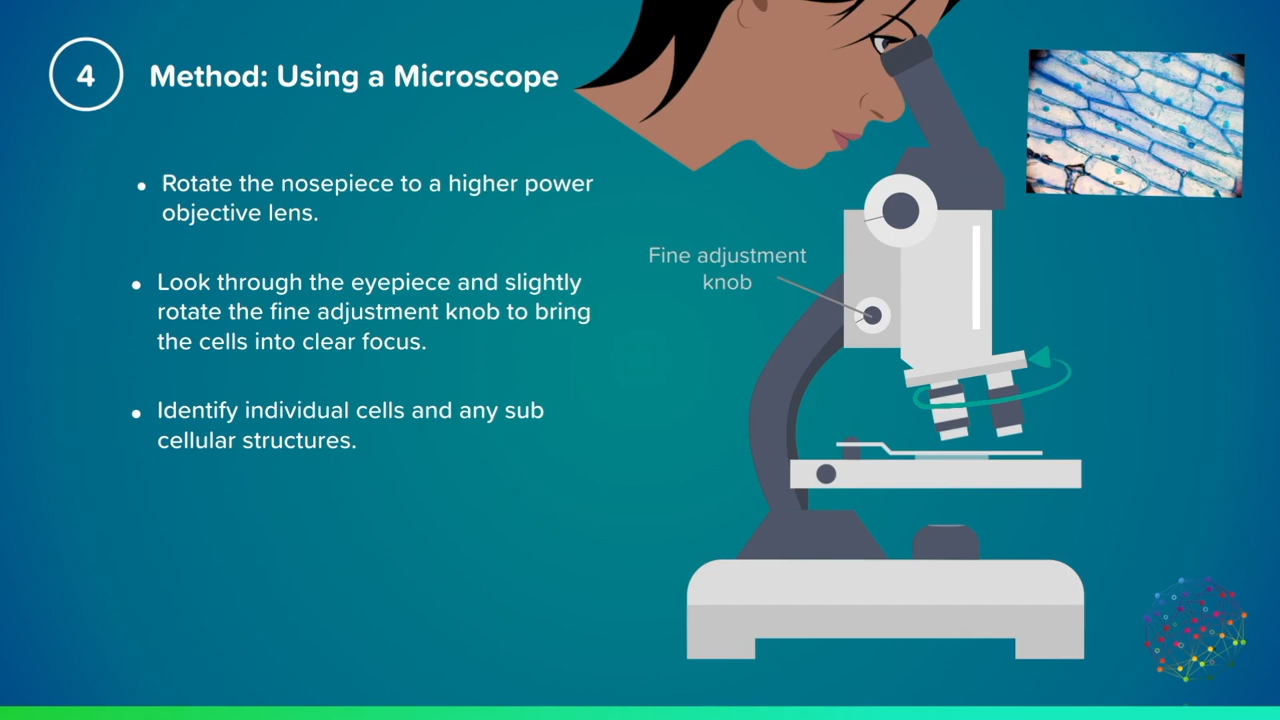 4
Method: Using a Microscope
• Rotate the nosepiece to a higher power
objective lens.
• Look through the eyepiece and slightly
rotate the fine adjustment knob to bring
the cells into clear focus.
• Identify individual cells and any sub
cellular structures.
Fine adjustment
knob